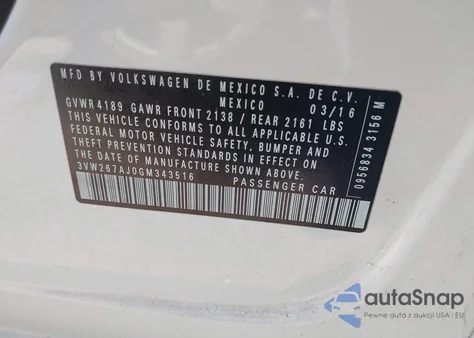 MFD BY VOLKSWAGEN DE MEXICO S.A. DE C.V.
MEXICO 03/16
GVWR 4189 GAWR FRONT 2138 / REAR 2161 LBS
THIS VEHICLE CONFORMS TO ALL APPLICABLE U.S.
FEDERAL MOTOR VEHICLE SAFETY, BUMPER AND
THEFT PREVENTION STANDARDS IN EFFECT ON THE
DATE OF MANUFACTURE SHOWN ABOVE
3VW267AJ0GM343516 PASSENGER CAR
0956834 3156 M
autoSnap
Pewne auta z aukcji USA i EU